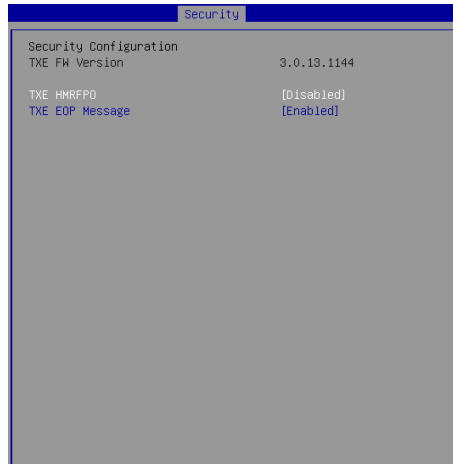 Security
Security Configuration
TXE FW Version 3.0.13.1144
TXE HMRFPO [Disabled]
TXE EOP Message [Enabled]